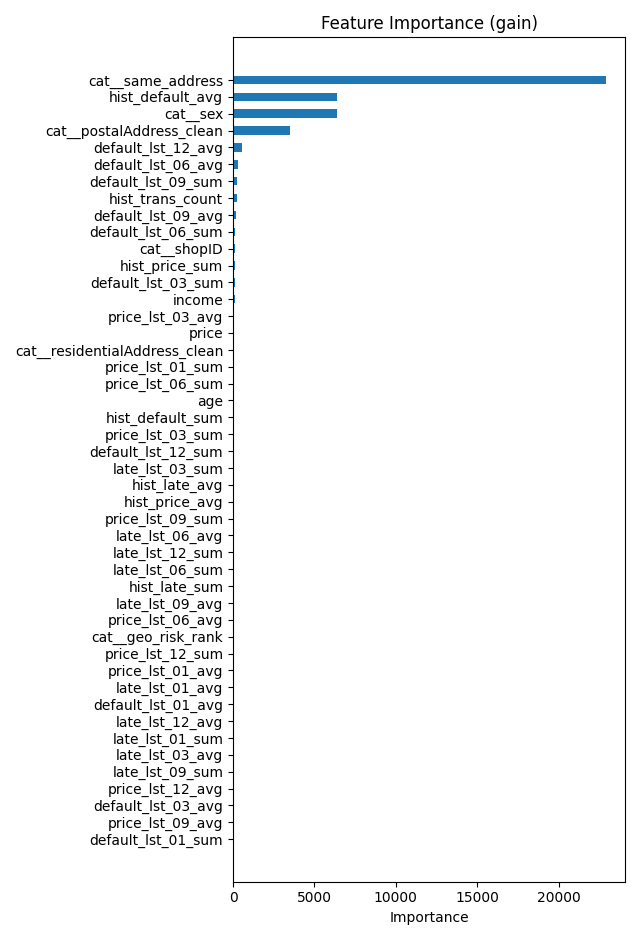 Feature Importance (gain)
cat__same_address
hist_default_avg
cat__sex
cat__postalAddress_clean
default_lst_12_avg
default_lst_06_avg
default_lst_09_sum
hist_trans_count
default_lst_09_avg
default_lst_06_sum
cat__shopID
hist_price_sum
default_lst_03_sum
income
price_lst_03_avg
price
cat__residentialAddress_clean
price_lst_01_sum
price_lst_06_sum
age
hist_default_sum
price_lst_03_sum
default_lst_12_sum
late_lst_03_sum
hist_late_avg
hist_price_avg
price_lst_09_sum
late_lst_06_avg
late_lst_12_sum
late_lst_06_sum
hist_late_sum
late_lst_09_avg
price_lst_06_avg
cat__geo_risk_rank
price_lst_12_sum
price_lst_01_avg
late_lst_01_avg
default_lst_01_avg
late_lst_12_avg
late_lst_01_sum
late_lst_03_avg
late_lst_09_sum
price_lst_12_avg
default_lst_03_avg
price_lst_09_avg
default_lst_01_sum
0 5000 10000 15000 20000
Importance